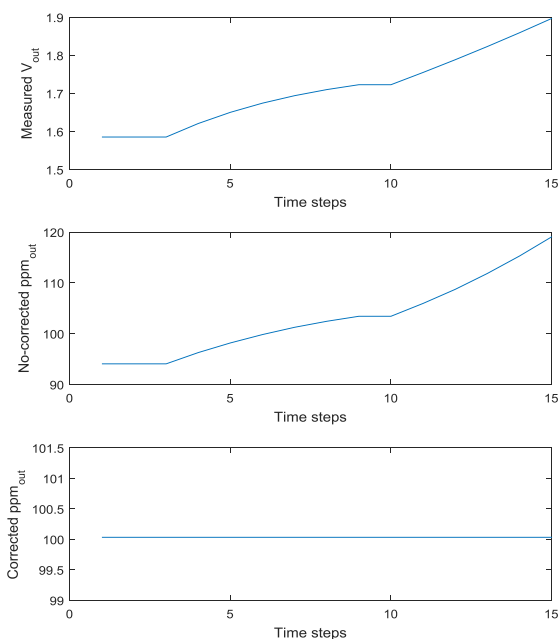 1.9
1.8
1.7
1.6
1.5
Measured V_out
0 5 10 15
Time steps
120
110
100
90
No-corrected ppm_out
0 5 10 15
Time steps
101.5
101
100.5
100
99.5
99
Corrected ppm_out
0 5 10 15
Time steps